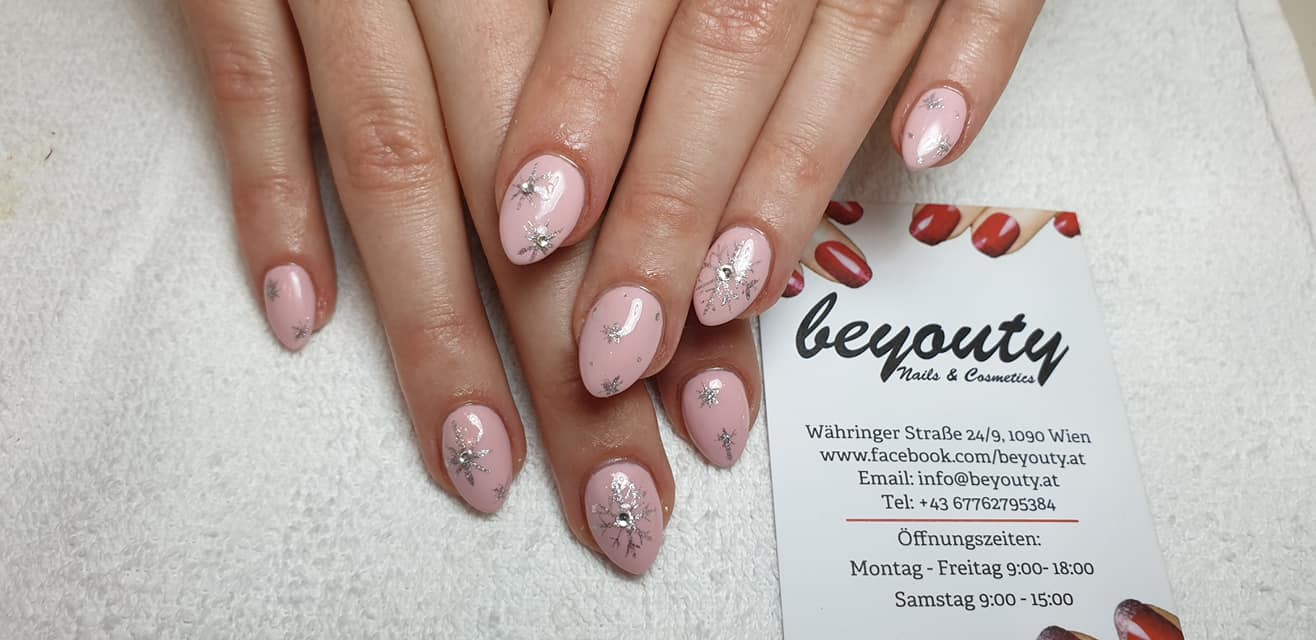 beyouty
Nails & Cosmetics
Währinger Straße 24/9, 1090 Wien
www.facebook.com/beyouty.at
Email: info@beyouty.at
Tel: +43 67762795384
Öffnungszeiten:
Montag - Freitag 9:00- 18:00
Samstag 9:00 - 15:00